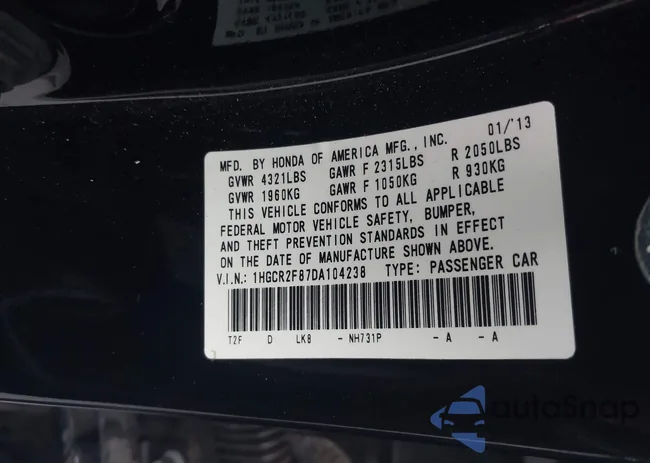 MFD. BY HONDA OF AMERICA MFG., INC. 01/'13
GVWR 4321LBS GAWR F 2315LBS R 2050LBS
GVWR 1960KG GAWR F 1050KG R 930KG
THIS VEHICLE CONFORMS TO ALL APPLICABLE
FEDERAL MOTOR VEHICLE SAFETY, BUMPER,
AND THEFT PREVENTION STANDARDS IN EFFECT
ON THE DATE OF MANUFACTURE SHOWN ABOVE.
V.I.N.: 1HGCR2F87DA104238 TYPE: PASSENGER CAR
T2F D LK8 - NH731P - A - A
autoSnap